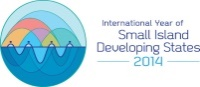 International Year of
Small Island
Developing States
2014